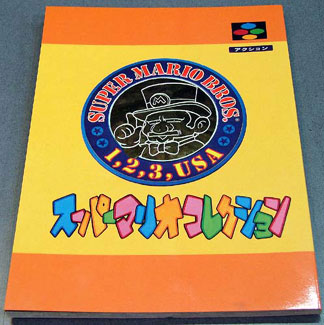 アクション
SUPER MARIO BROS.
1, 2, 3, USA
M
スーパーマリオコレクション